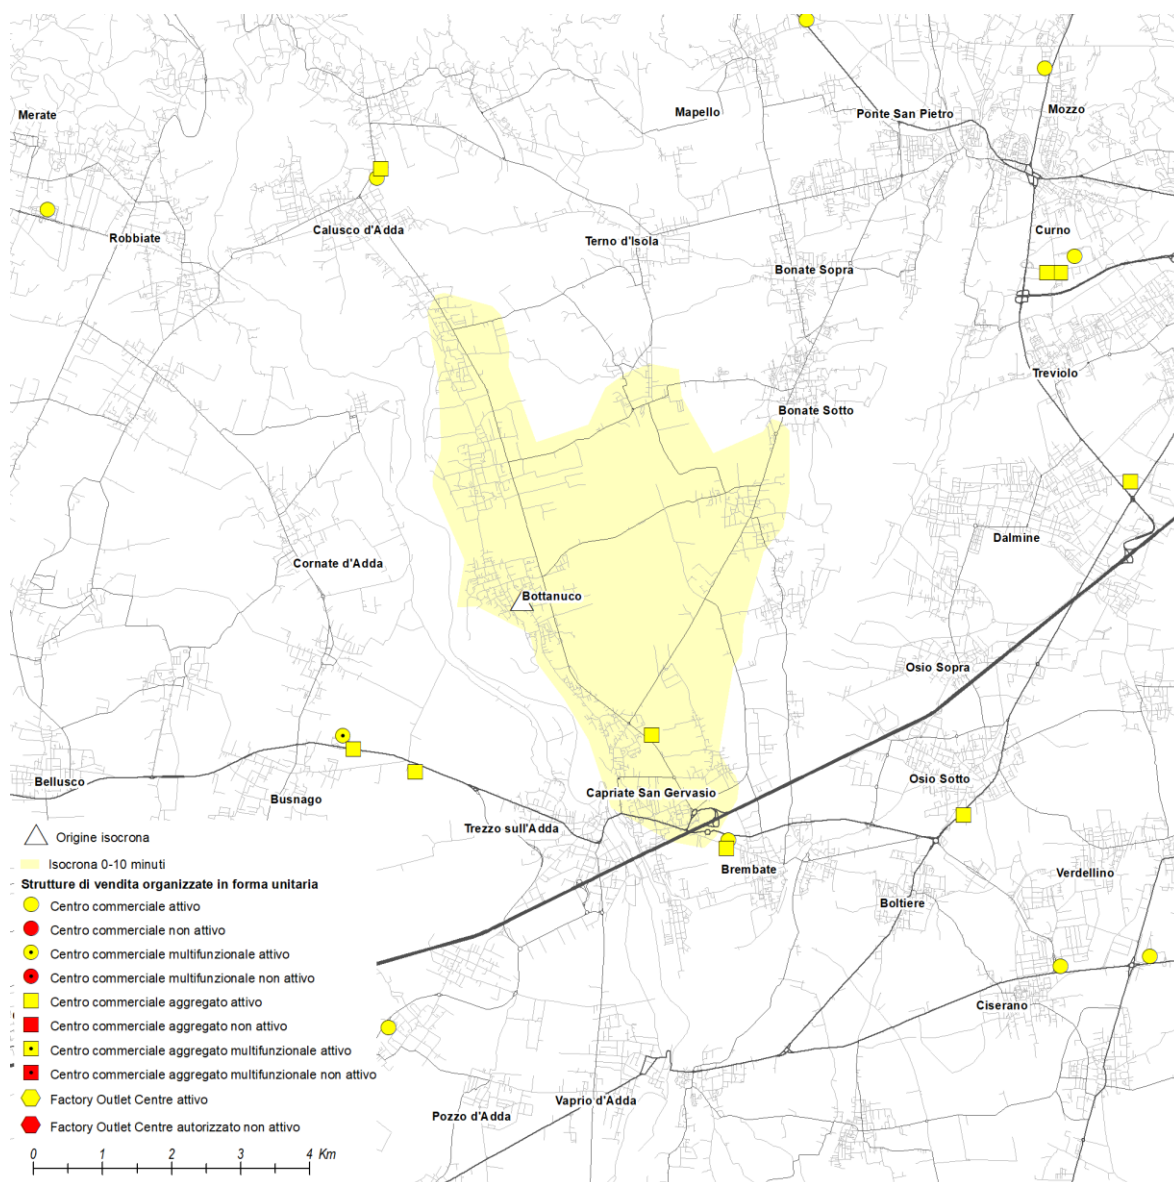 Merate
Mapello
Ponte San Pietro
Mozzo
Robbiate
Calusco d'Adda
Terno d'Isola
Curno
Bonate Sopra
Treviolo
Bonate Sotto
Dalmine
Cornate d'Adda
Bottanuco
Osio Sopra
Bellusco
Busnago
Capriate San Gervasio
Osio Sotto
Trezzo sull'Adda
Brembate
Verdellino
Boltiere
Ciserano
Vaprio d'Adda
Pozzo d'Adda
Origine isocrona
Isocrona 0-10 minuti
Strutture di vendita organizzate in forma unitaria
Centro commerciale attivo
Centro commerciale non attivo
Centro commerciale multifunzionale attivo
Centro commerciale multifunzionale non attivo
Centro commerciale aggregato attivo
Centro commerciale aggregato non attivo
Centro commerciale aggregato multifunzionale attivo
Centro commerciale aggregato multifunzionale non attivo
Factory Outlet Centre attivo
Factory Outlet Centre autorizzato non attivo
0 1 2 3 4 Km